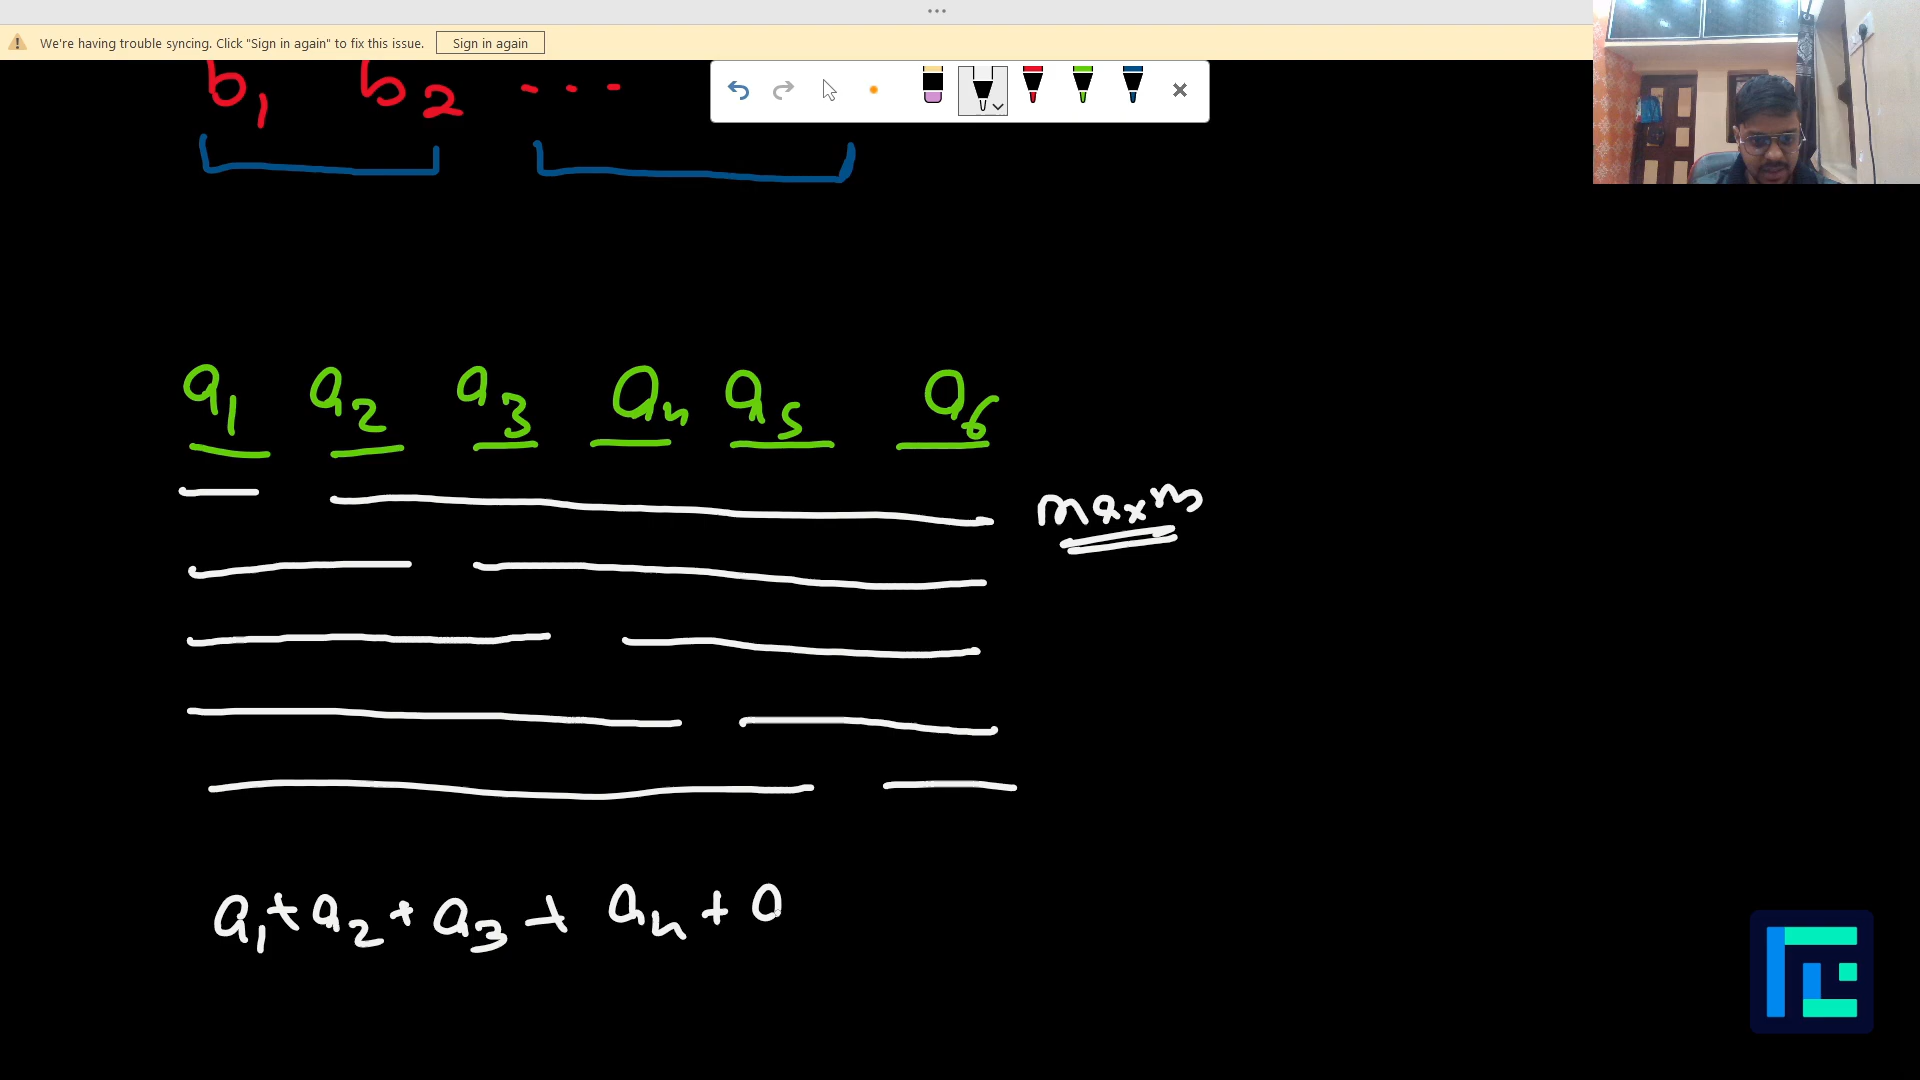 We're having trouble syncing. Click "Sign in again" to fix this issue. Sign in again
b1 b2 ...
a1 a2 a3 a4 a5 a6
maxm
a1 + a2 + a3 + a4 + a